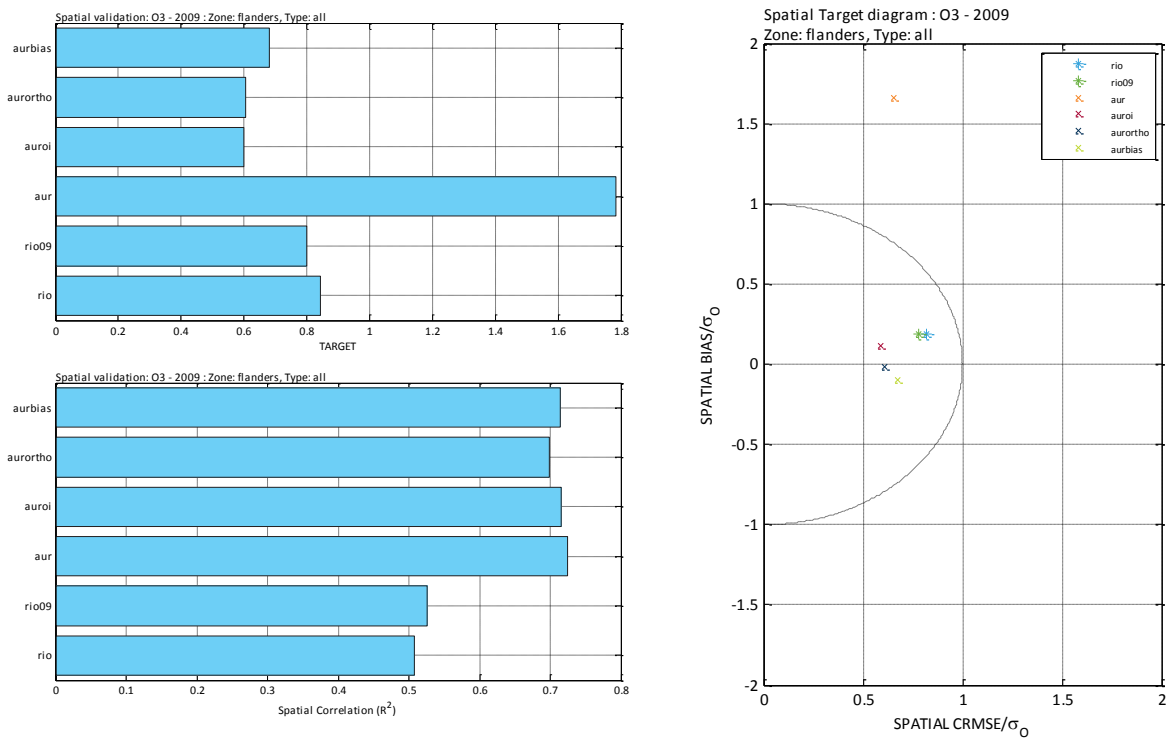 Spatial validation: O3 - 2009 : Zone: flanders, Type: all
aurbias
aurortho
auroi
aur
rio09
rio
0 0.2 0.4 0.6 0.8 1 1.2 1.4 1.6 1.8
TARGET
Spatial validation: O3 - 2009 : Zone: flanders, Type: all
aurbias
aurortho
auroi
aur
rio09
rio
0 0.1 0.2 0.3 0.4 0.5 0.6 0.7 0.8
Spatial Correlation (R²)
Spatial Target diagram : O3 - 2009
Zone: flanders, Type: all
rio
rio09
aur
auroi
aurortho
aurbias
2
1.5
1
0.5
0
-0.5
-1
-1.5
-2
SPATIAL BIAS/σO
0 0.5 1 1.5 2
SPATIAL CRMSE/σO